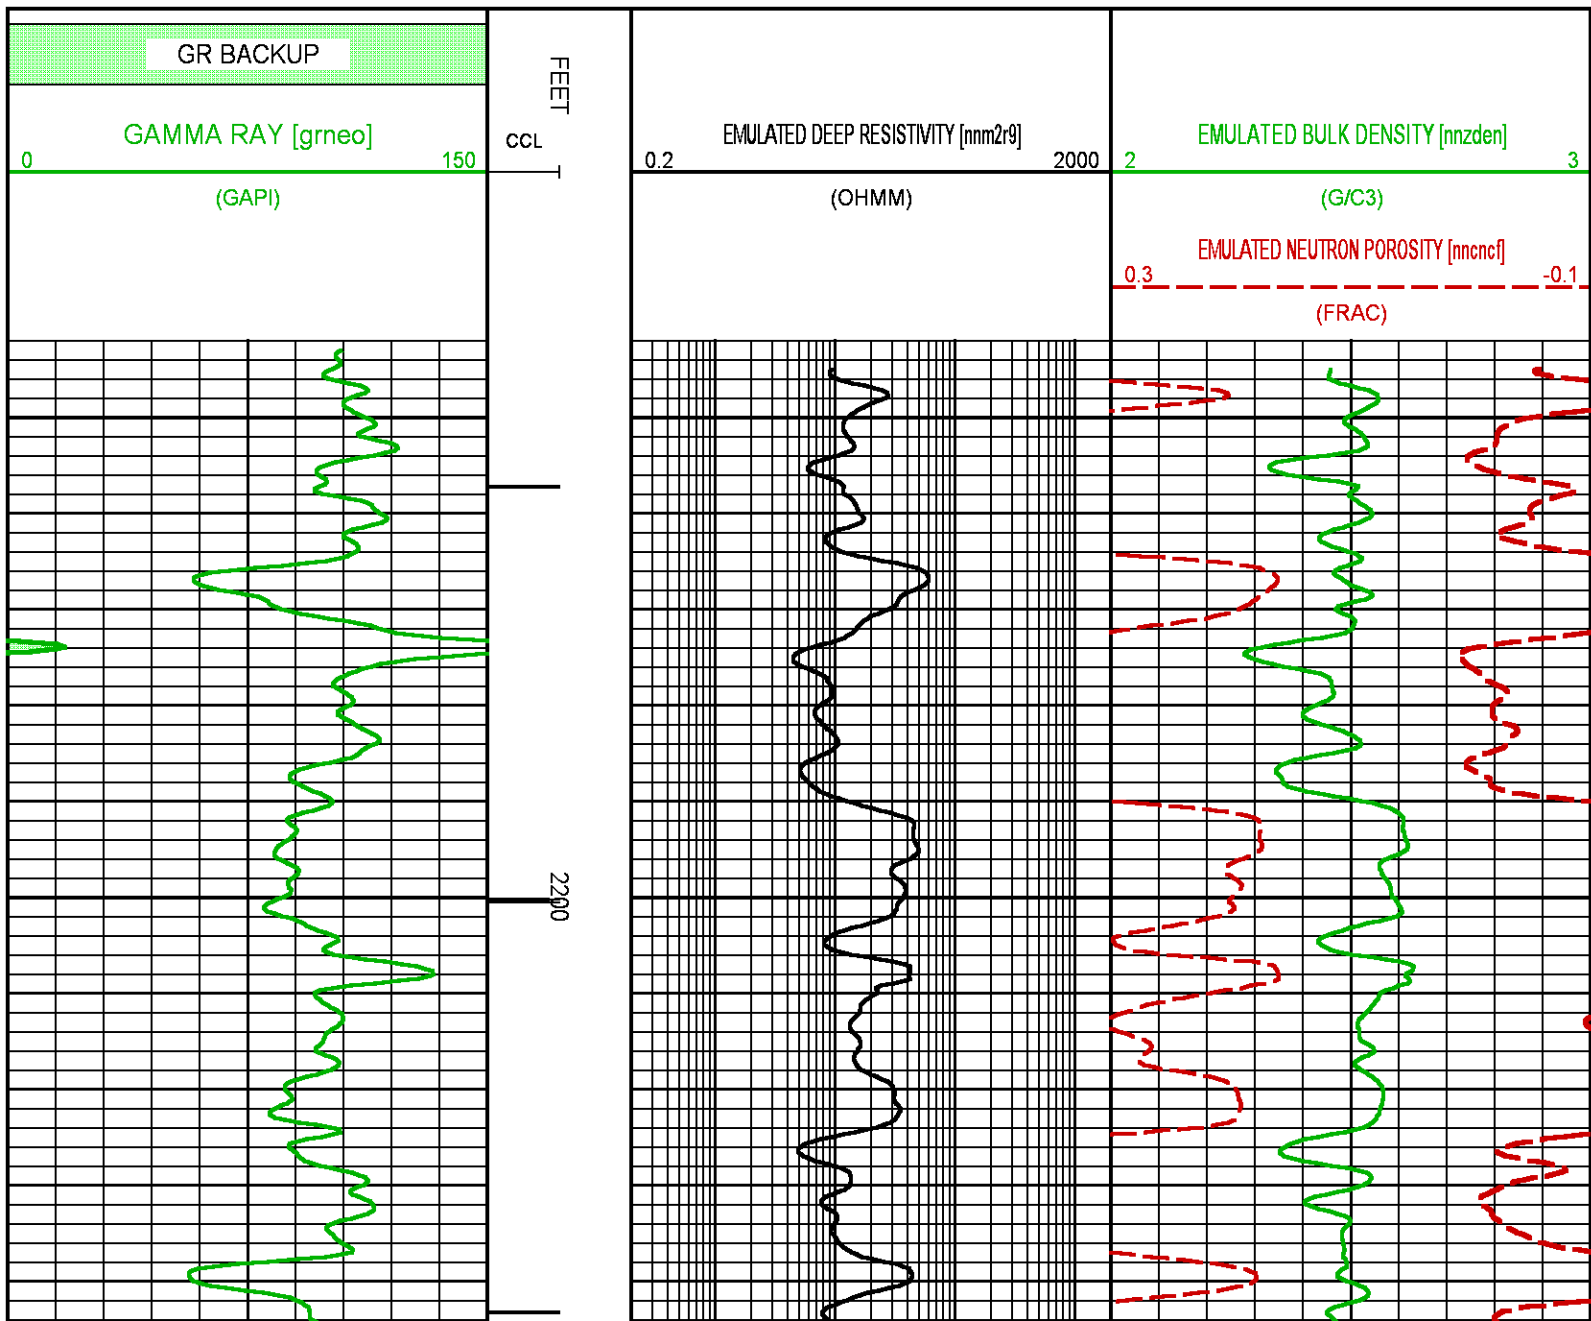 GR BACKUP
GAMMA RAY [grneo]
0 150
(GAPI)
FEET
CCL
2200
EMULATED DEEP RESISTIVITY [nnm2r9]
0.2 2000
(OHMM)
EMULATED BULK DENSITY [nnzden]
2 3
(G/C3)
EMULATED NEUTRON POROSITY [nncncf]
0.3 -0.1
(FRAC)